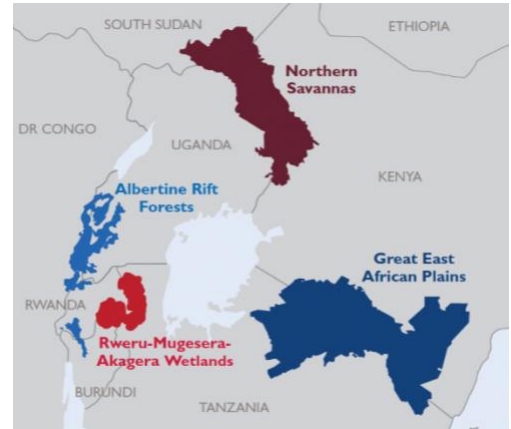 SOUTH SUDAN
ETHIOPIA
Northern
Savannas
DR CONGO
UGANDA
KENYA
Albertine Rift
Forests
Great East
African Plains
RWANDA
Rweru-Mugesera-
Akagera Wetlands
BURUNDI
TANZANIA